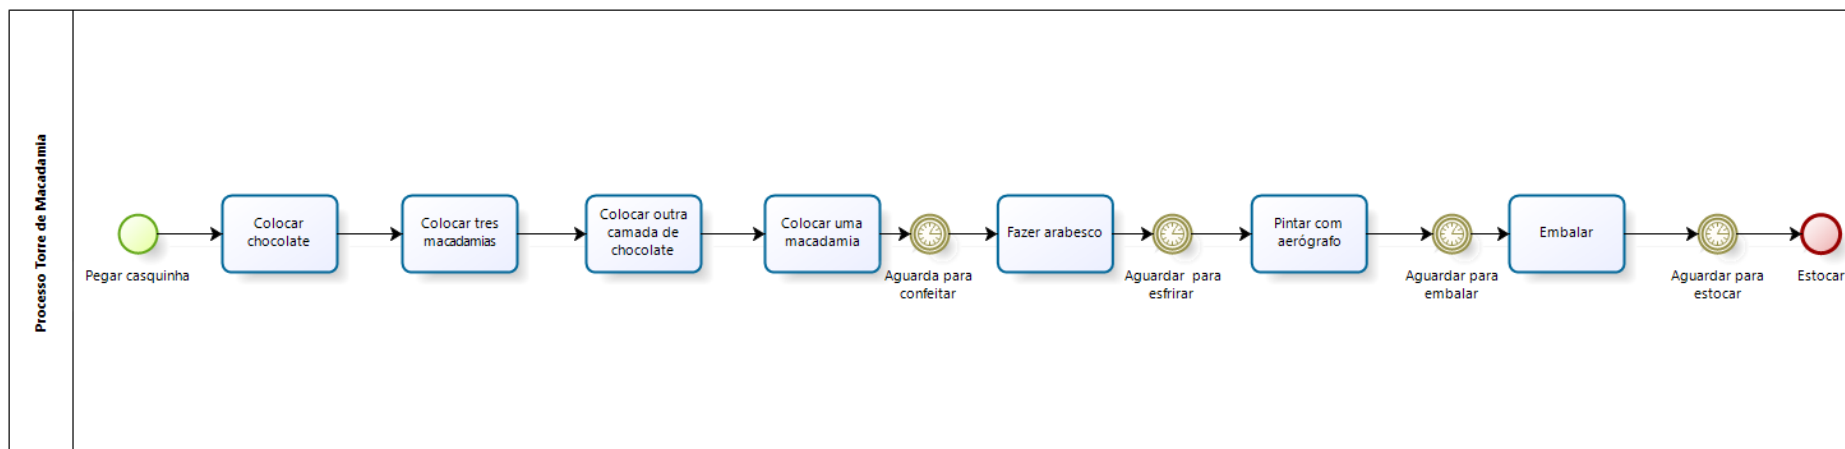 Processo Torre de Macadamia
Pegar casquinha
Colocar
chocolate
Colocar tres
macadamias
Colocar outra
camada de
chocolate
Colocar uma
macadamia
Aguarda para
confeitar
Fazer arabesco
Aguardar  para
esfrirar
Pintar com
aerógrafo
Aguardar para
embalar
Embalar
Aguardar para
estocar
Estocar